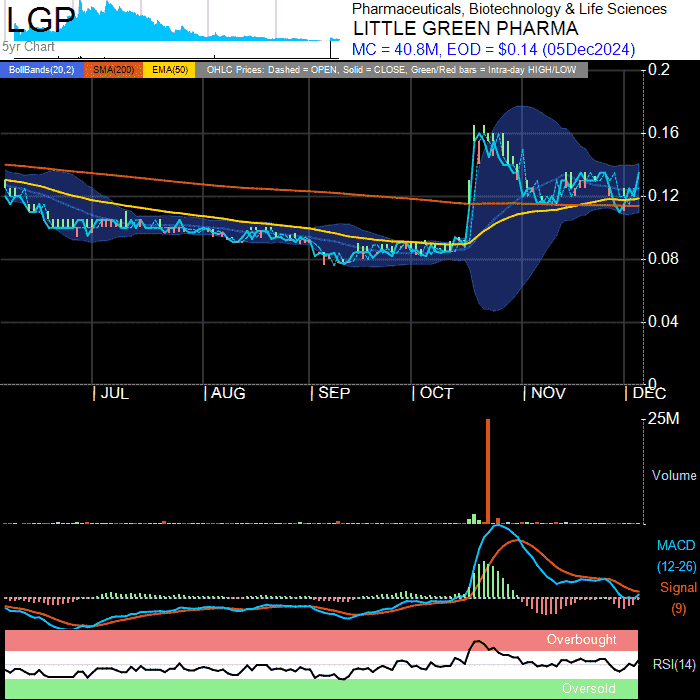 LGP
5yr Chart
Pharmaceuticals, Biotechnology & Life Sciences
LITTLE GREEN PHARMA
MC = 40.8M, EOD = $0.14 (05Dec2024)
BollBands(20,2) SMA(200) EMA(50) OHLC Prices: Dashed = OPEN, Solid = CLOSE, Green/Red bars = Intra-day HIGH/LOW
0.2
0.16
0.12
0.08
0.04
0
JUL AUG SEP OCT NOV DEC
25M
Volume
MACD
(12-26)
Signal
(9)
Overbought
RSI(14)
Oversold